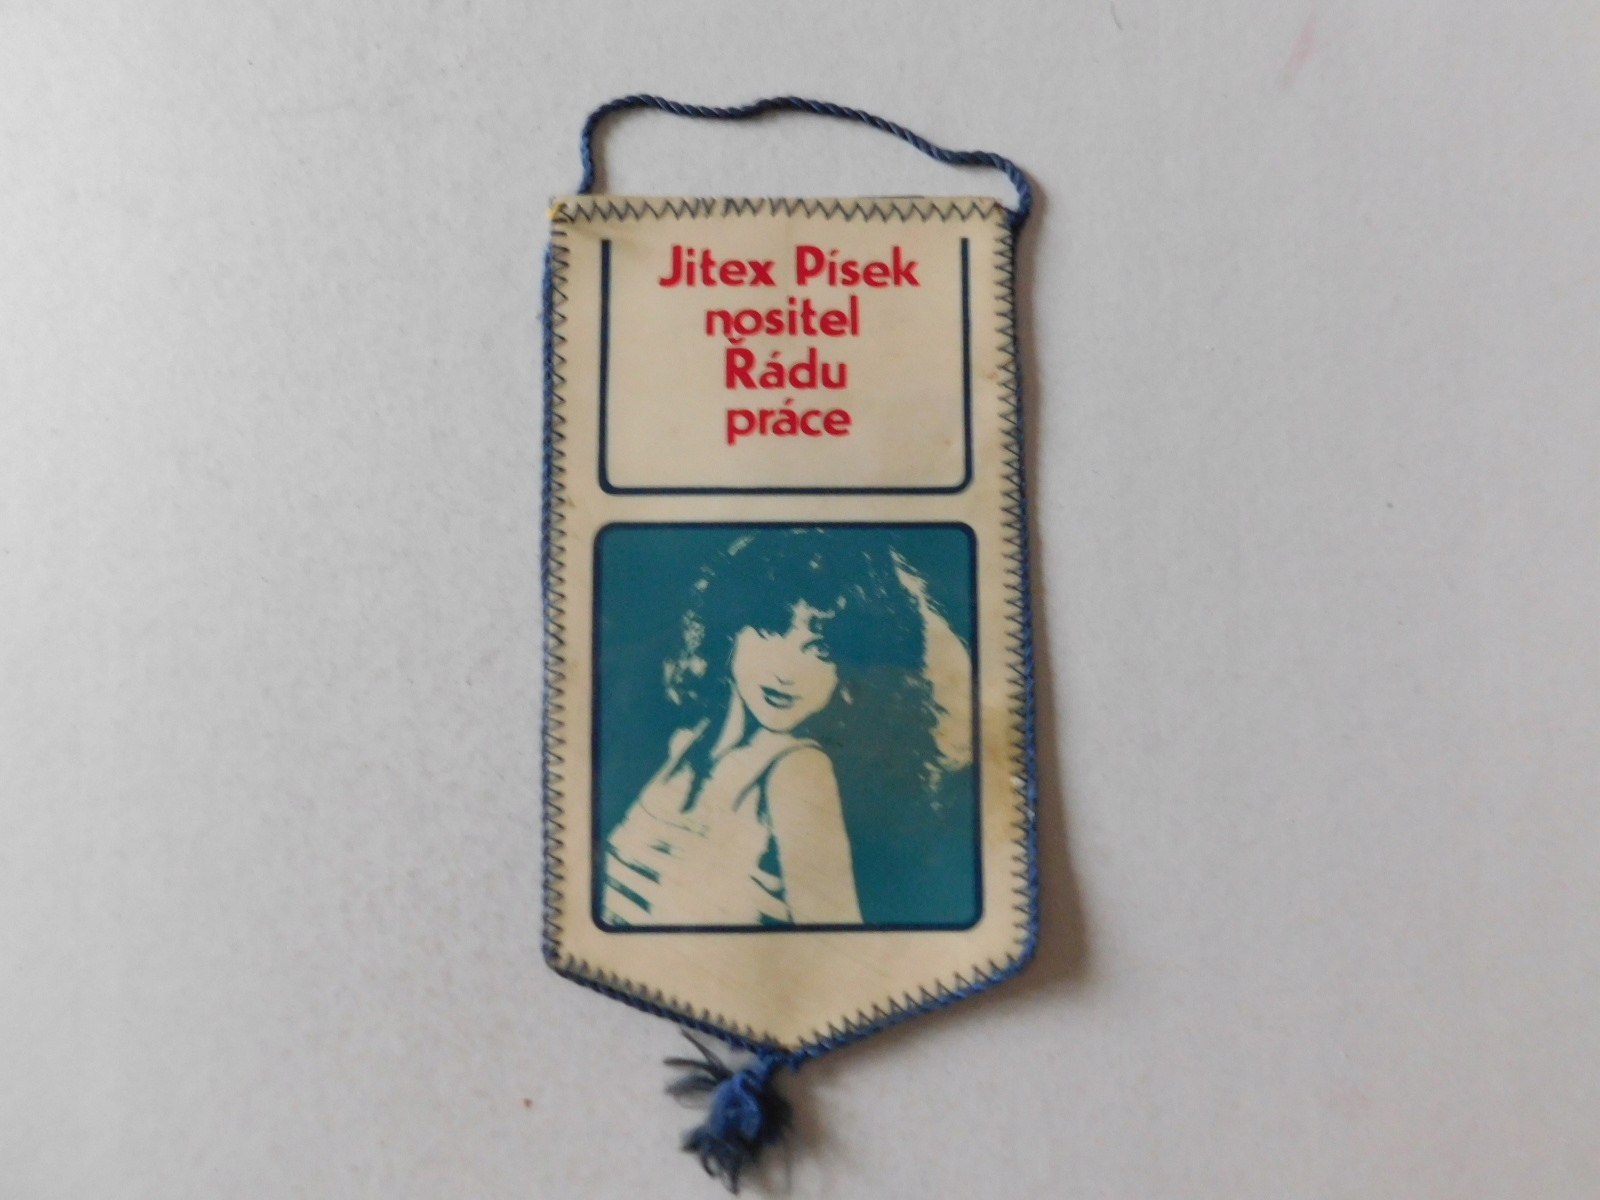 Jitex Písek
nositel
Řádu
práce